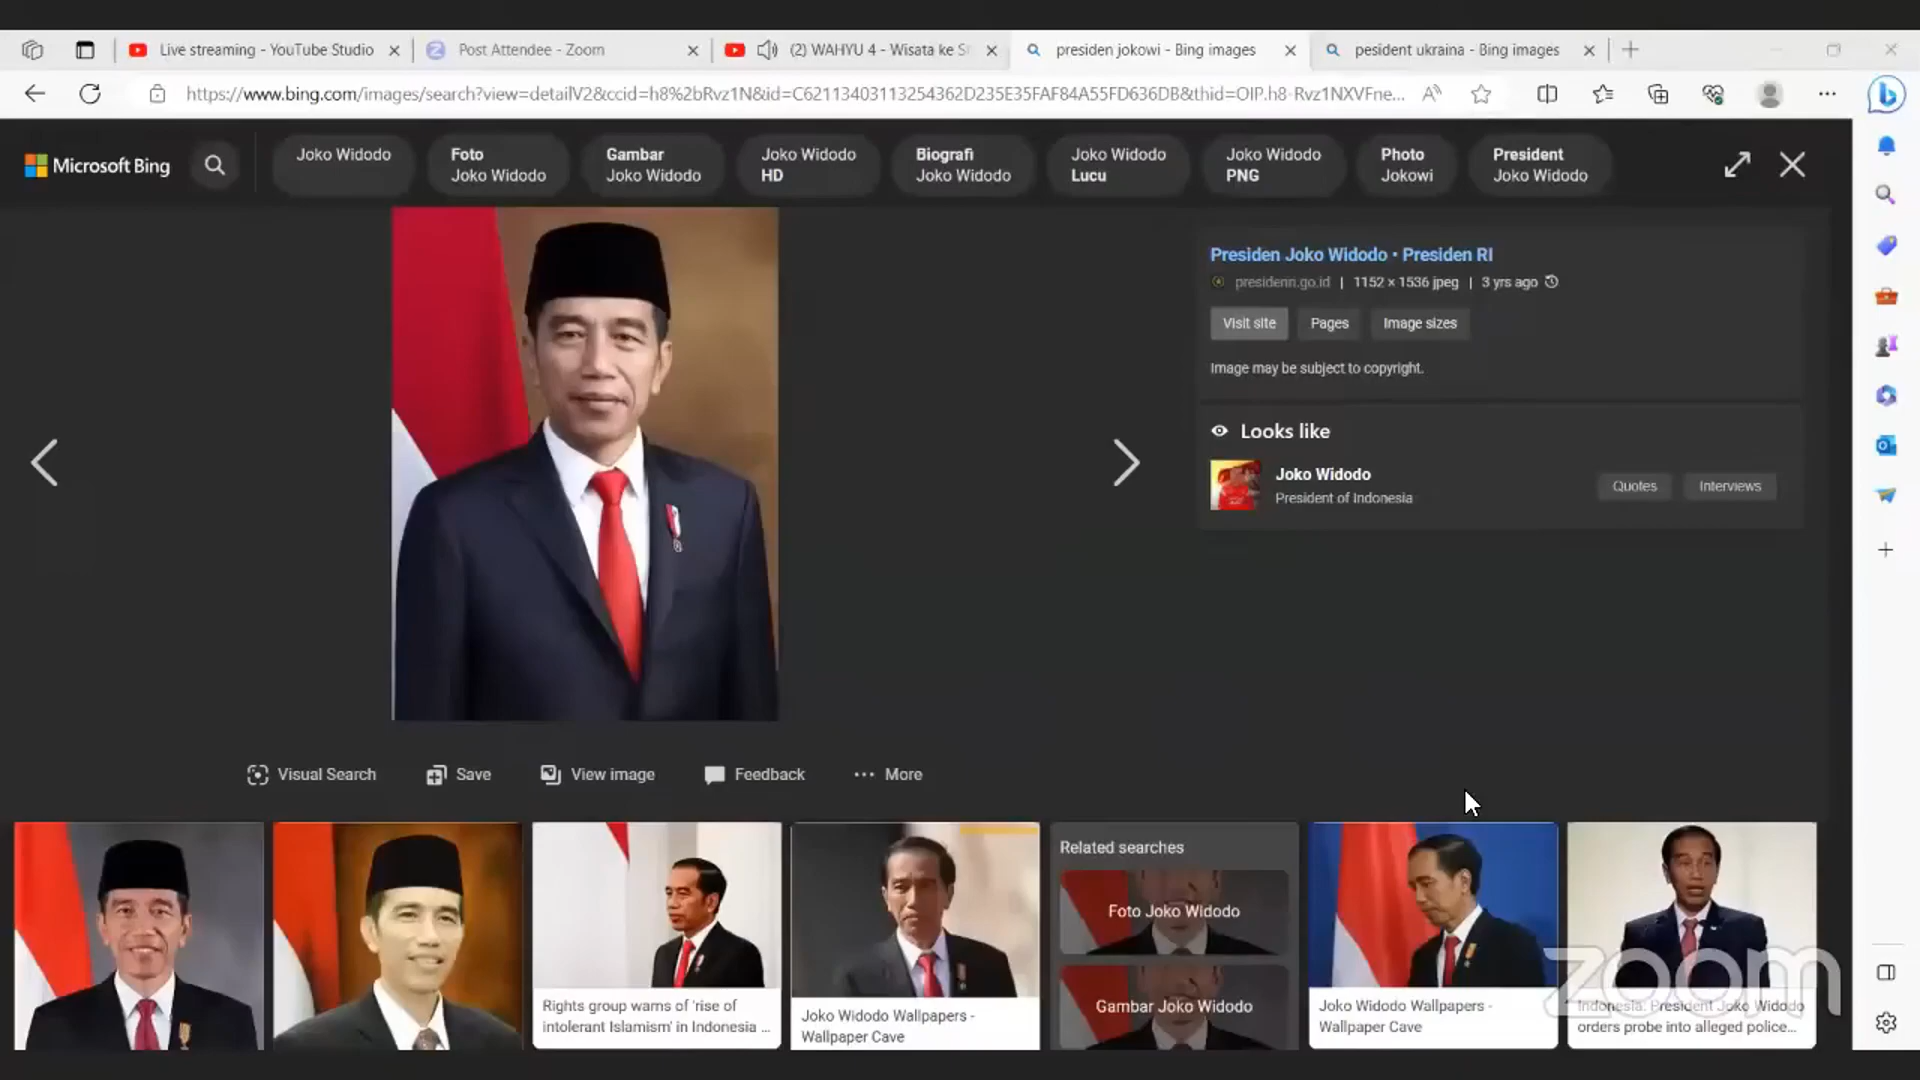 Live streaming - YouTube Studio
Post Attendee - Zoom
(2) WAHYU 4 - Wisata ke S
presiden jokowi - Bing images
pesident ukraina - Bing images
https://www.bing.com/images/search?view=detailV2&ccid=h8%2bRvz1N&id=C62113403113254362D235E35FAF84A55FD636DB&thid=OIP.h8-Rvz1NXVFne...
Microsoft Bing
Joko Widodo
Foto
Joko Widodo
Gambar
Joko Widodo
Joko Widodo
HD
Biografi
Joko Widodo
Joko Widodo
Lucu
Joko Widodo
PNG
Photo
Jokowi
President
Joko Widodo
Presiden Joko Widodo • Presiden RI
presidenri.go.id | 1152 × 1536 jpeg | 3 yrs ago
Visit site
Pages
Image sizes
Image may be subject to copyright.
Looks like
Joko Widodo
President of Indonesia
Quotes
Interviews
Visual Search
Save
View image
Feedback
More
Rights group warns of 'rise of
intolerant Islamism' in Indonesia ...
Joko Widodo Wallpapers -
Wallpaper Cave
Related searches
Foto Joko Widodo
Gambar Joko Widodo
Joko Widodo Wallpapers -
Wallpaper Cave
Indonesia: President Joko Widodo
orders probe into alleged police...
zoom